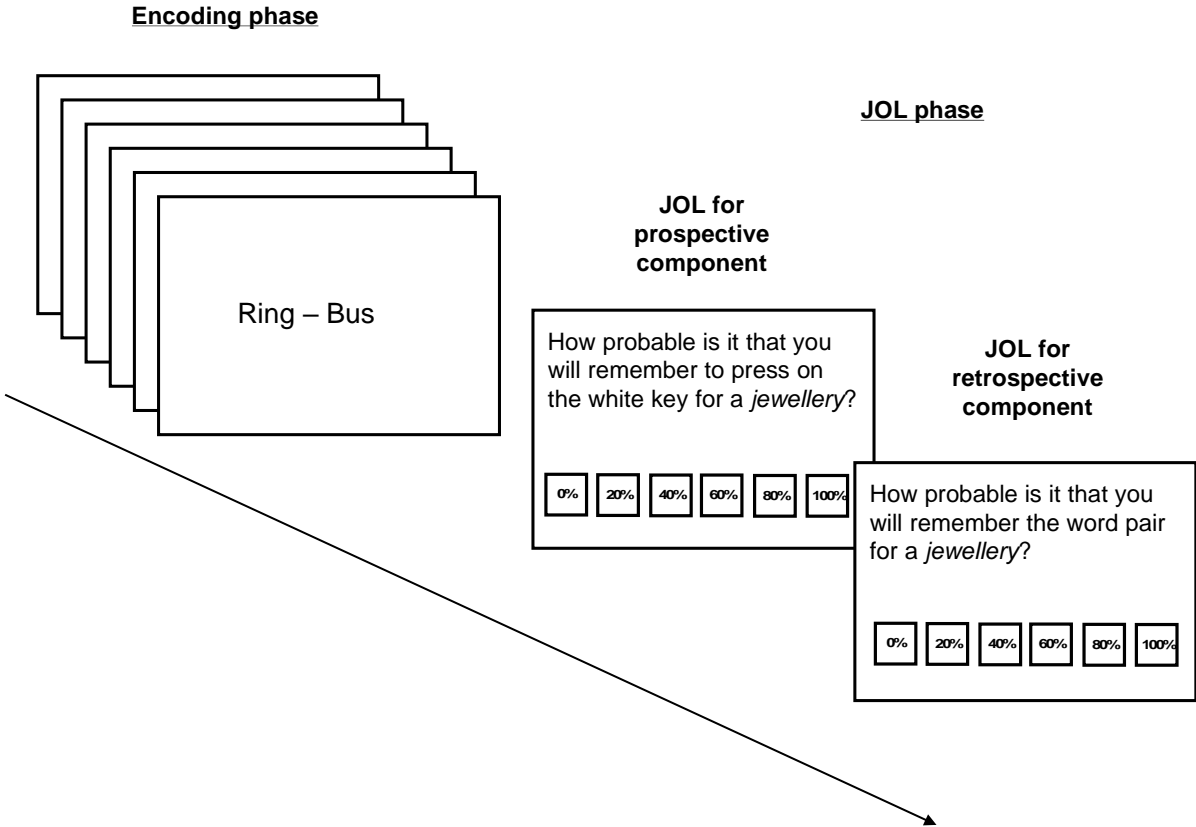 Encoding phase
JOL phase
JOL for
prospective
component
Ring – Bus
How probable is it that you
will remember to press on
the white key for a jewellery?
0% 20% 40% 60% 80% 100%
JOL for
retrospective
component
How probable is it that you
will remember the word pair
for a jewellery?
0% 20% 40% 60% 80% 100%